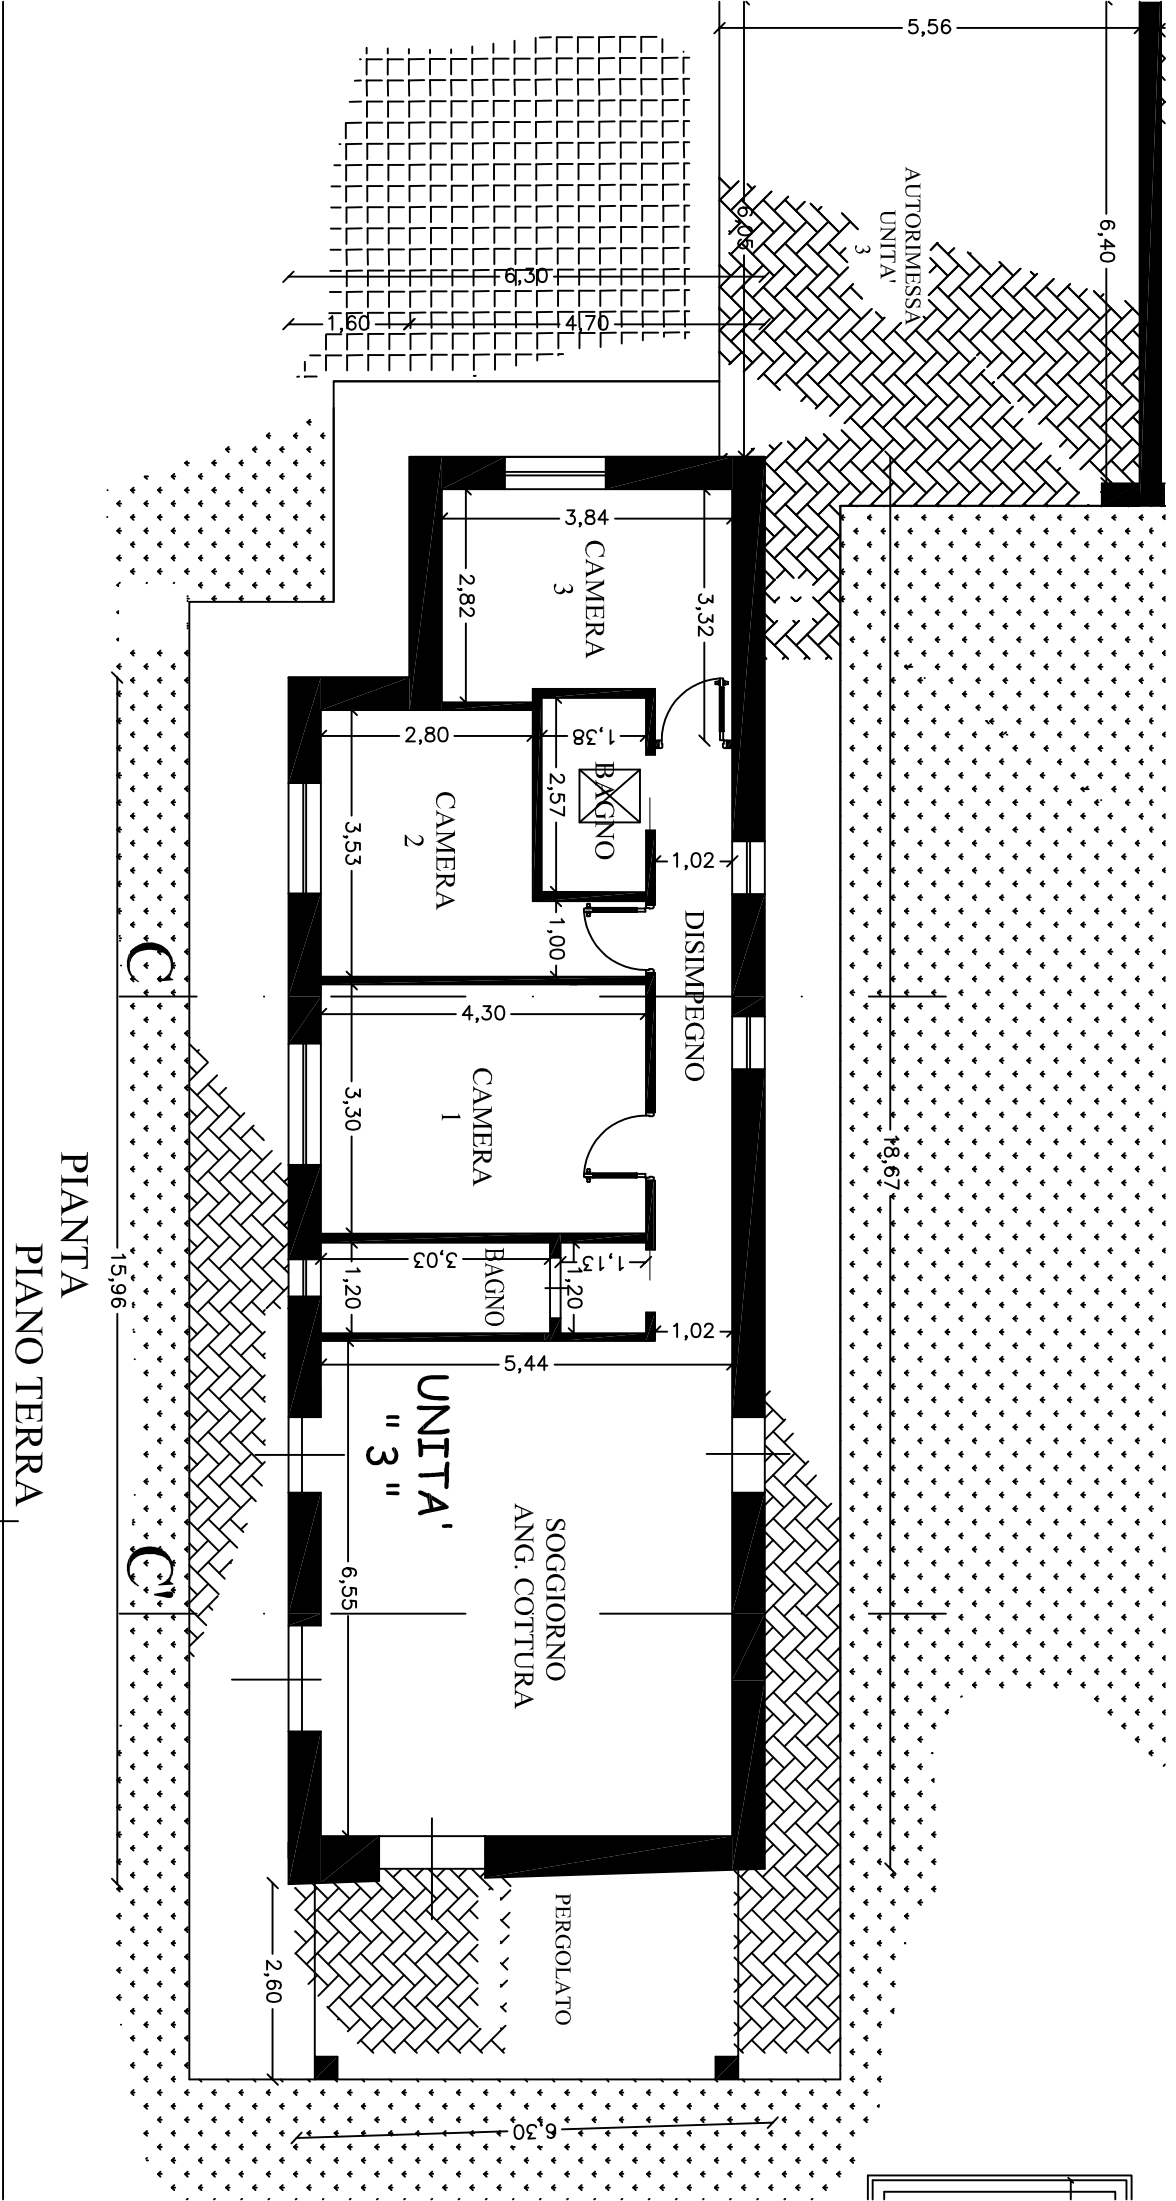 5,56
6,40
6,05
AUTORIMESSA
UNITA'
3
6,30
1,60
4,70
3,84
CAMERA
3
2,82
3,32
2,80
1,38
BAGNO
2,57
1,02
CAMERA
2
3,53
1,00
DISIMPEGNO
4,30
CAMERA
1
3,30
18,67
3,03
BAGNO
1,13
1,20
1,20
1,02
5,44
UNITA'
" 3 "
SOGGIORNO
ANG. COTTURA
6,55
C
C'
15,96
PIANTA
PIANO TERRA
PERGOLATO
2,60
6,30